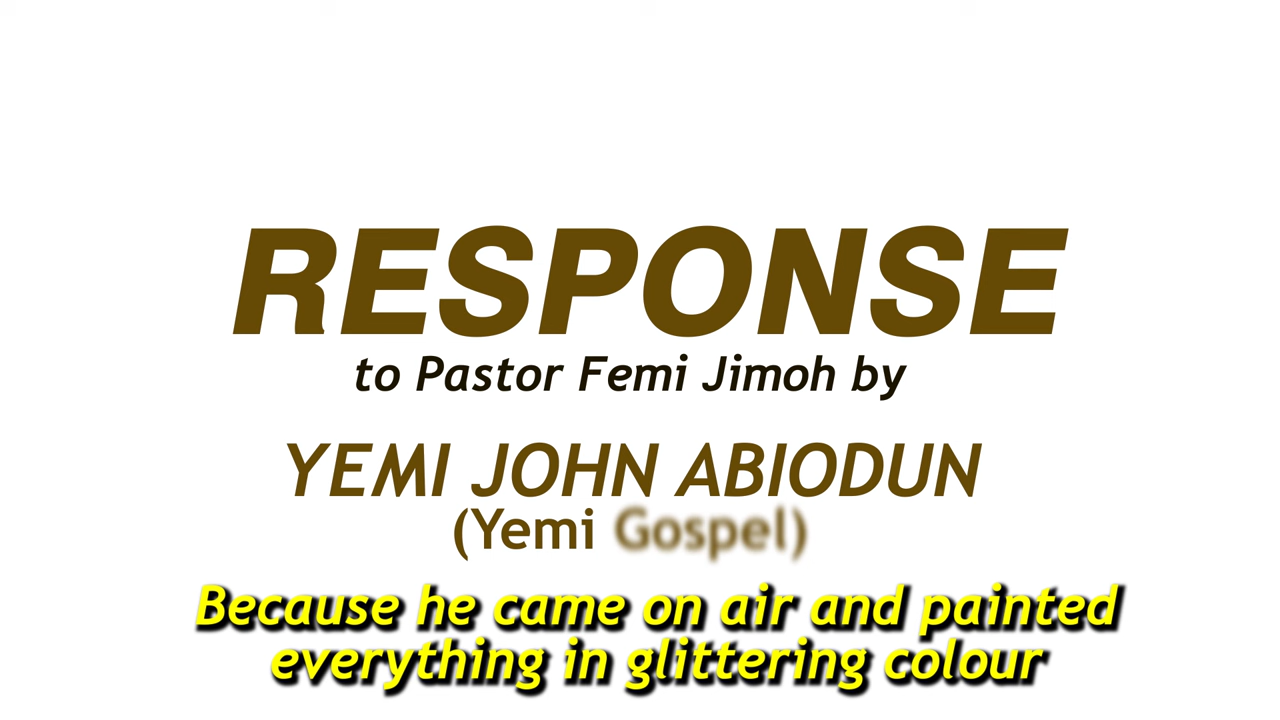 RESPONSE
to Pastor Femi Jimoh by
YEMI JOHN ABIODUN
(Yemi Gospel)
Because he came on air and painted
everything in glittering colour